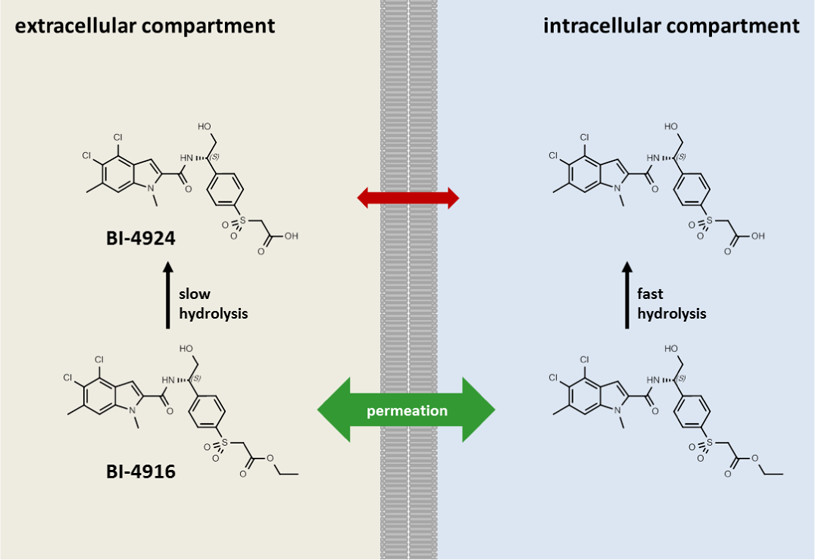 extracellular compartment
intracellular compartment
HO
Cl
Cl
HN
(S)
N
O
O
S
O
O
OH
BI-4924
HO
Cl
Cl
HN
(S)
N
O
O
S
O
O
OH
slow
hydrolysis
fast
hydrolysis
HO
Cl
Cl
HN
(S)
N
O
O
S
O
O
O
BI-4916
permeation
HO
Cl
Cl
HN
(S)
N
O
O
S
O
O
O